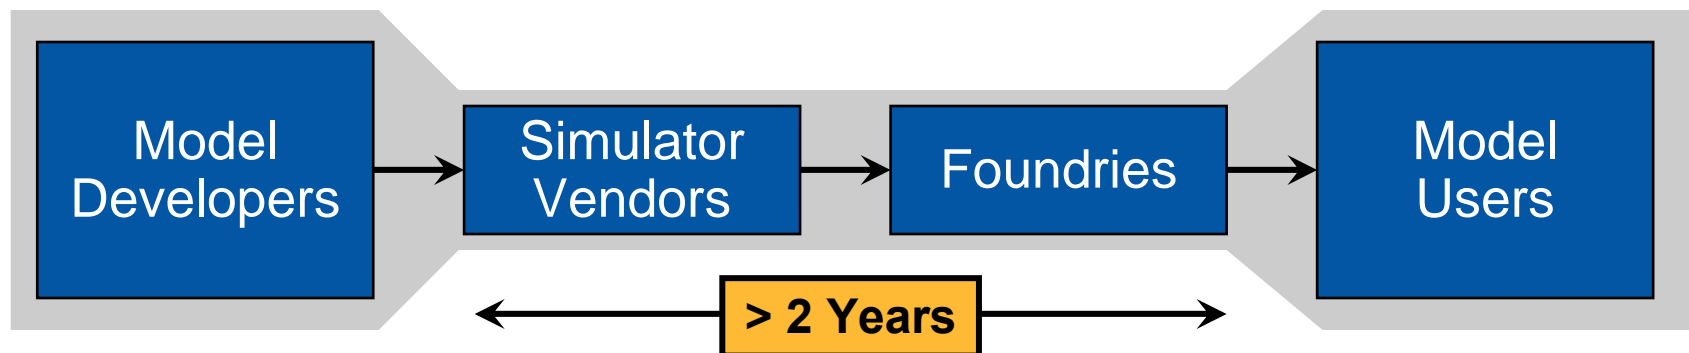 Model
Developers
Simulator
Vendors
Foundries
Model
Users
> 2 Years